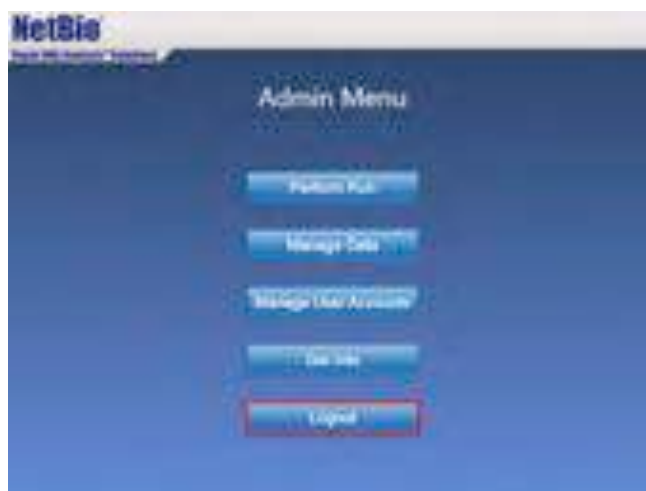 NetBio
Admin Menu
Perform Run
Manage Data
Manage User Accounts
Logout